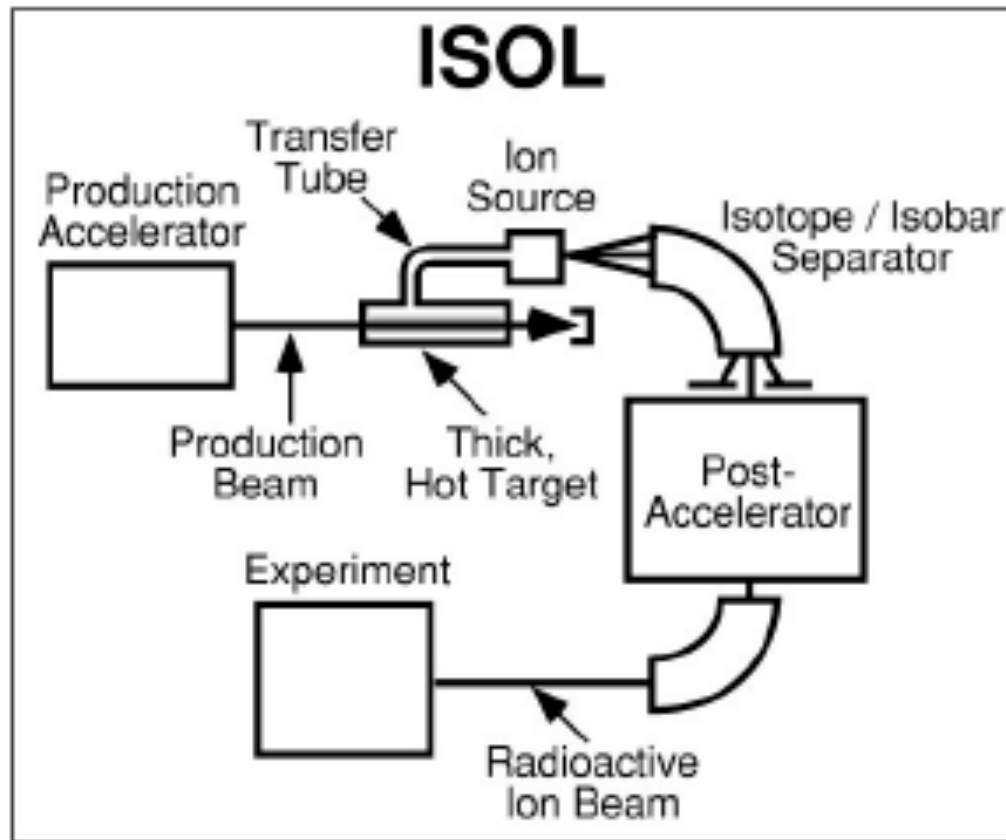 ISOL
Transfer
Tube
Ion
Source
Production
Accelerator
Isotope / Isobar
Separator
Production
Beam
Thick,
Hot Target
Post-
Accelerator
Experiment
Radioactive
Ion Beam